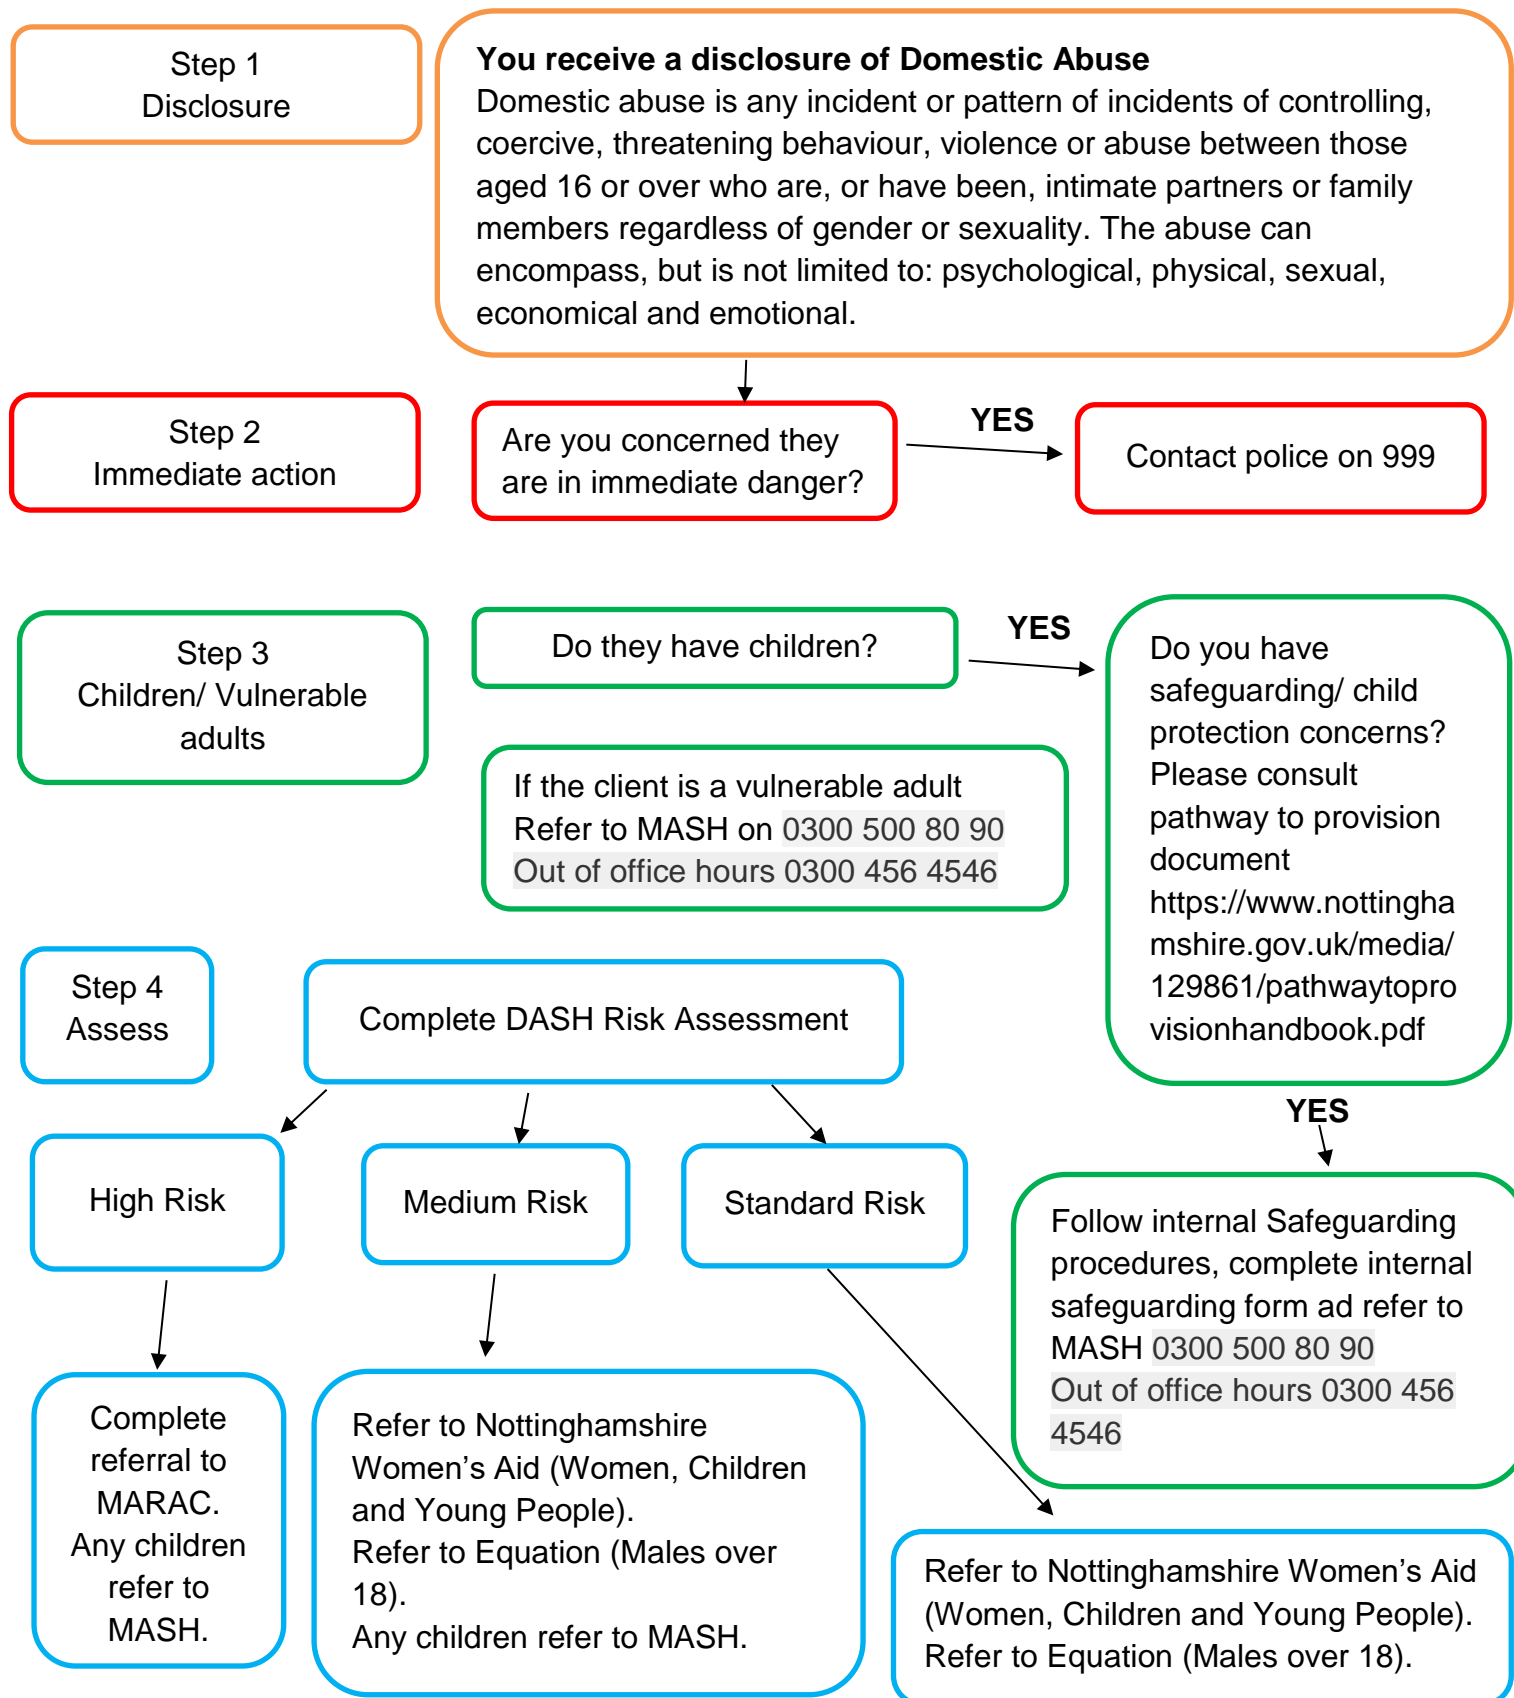 Step 1
Disclosure
You receive a disclosure of Domestic Abuse
Domestic abuse is any incident or pattern of incidents of controlling,
coercive, threatening behaviour, violence or abuse between those
aged 16 or over who are, or have been, intimate partners or family
members regardless of gender or sexuality. The abuse can
encompass, but is not limited to: psychological, physical, sexual,
economical and emotional.
Step 2
Immediate action
Are you concerned they
are in immediate danger?
YES
Contact police on 999
Step 3
Children/ Vulnerable
adults
Do they have children?
YES
Do you have
safeguarding/ child
protection concerns?
Please consult
pathway to provision
document
https://www.nottingha
mshire.gov.uk/media/
129861/pathwaytopro
visionhandbook.pdf
If the client is a vulnerable adult
Refer to MASH on 0300 500 80 90
Out of office hours 0300 456 4546
YES
Follow internal Safeguarding
procedures, complete internal
safeguarding form ad refer to
MASH 0300 500 80 90
Out of office hours 0300 456
4546
Step 4
Assess
Complete DASH Risk Assessment
High Risk
Medium Risk
Standard Risk
Complete
referral to
MARAC.
Any children
refer to
MASH.
Refer to Nottinghamshire
Women’s Aid (Women, Children
and Young People).
Refer to Equation (Males over
18).
Any children refer to MASH.
Refer to Nottinghamshire Women’s Aid
(Women, Children and Young People).
Refer to Equation (Males over 18).